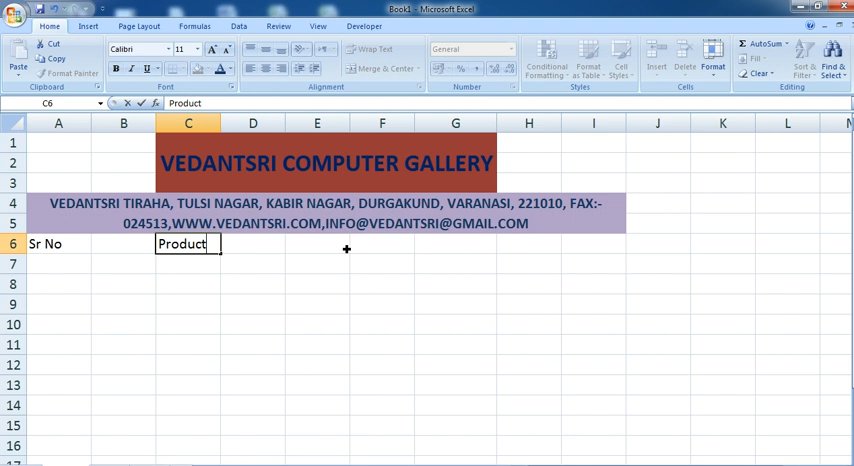 Book1 - Microsoft Excel
Home Insert Page Layout Formulas Data Review View Developer
Cut
Copy
Format Painter
Paste
Clipboard
Calibri 11
B I U
Font
Wrap Text
Merge & Center
Alignment
General
Number
Conditional Formatting
Format as Table
Cell Styles
Styles
Insert Delete Format
Cells
AutoSum
Fill
Clear
Sort & Filter
Find & Select
Editing
C6 fx Product
A B C D E F G H I J K L N
1
2 VEDANTSRI COMPUTER GALLERY
3
4 VEDANTSRI TIRAHA, TULSI NAGAR, KABIR NAGAR, DURGAKUND, VARANASI, 221010, FAX:-
5 024513,WWW.VEDANTSRI.COM,INFO@VEDANTSRI@GMAIL.COM
6 Sr No Product
7
8
9
10
11
12
13
14
15
16
17